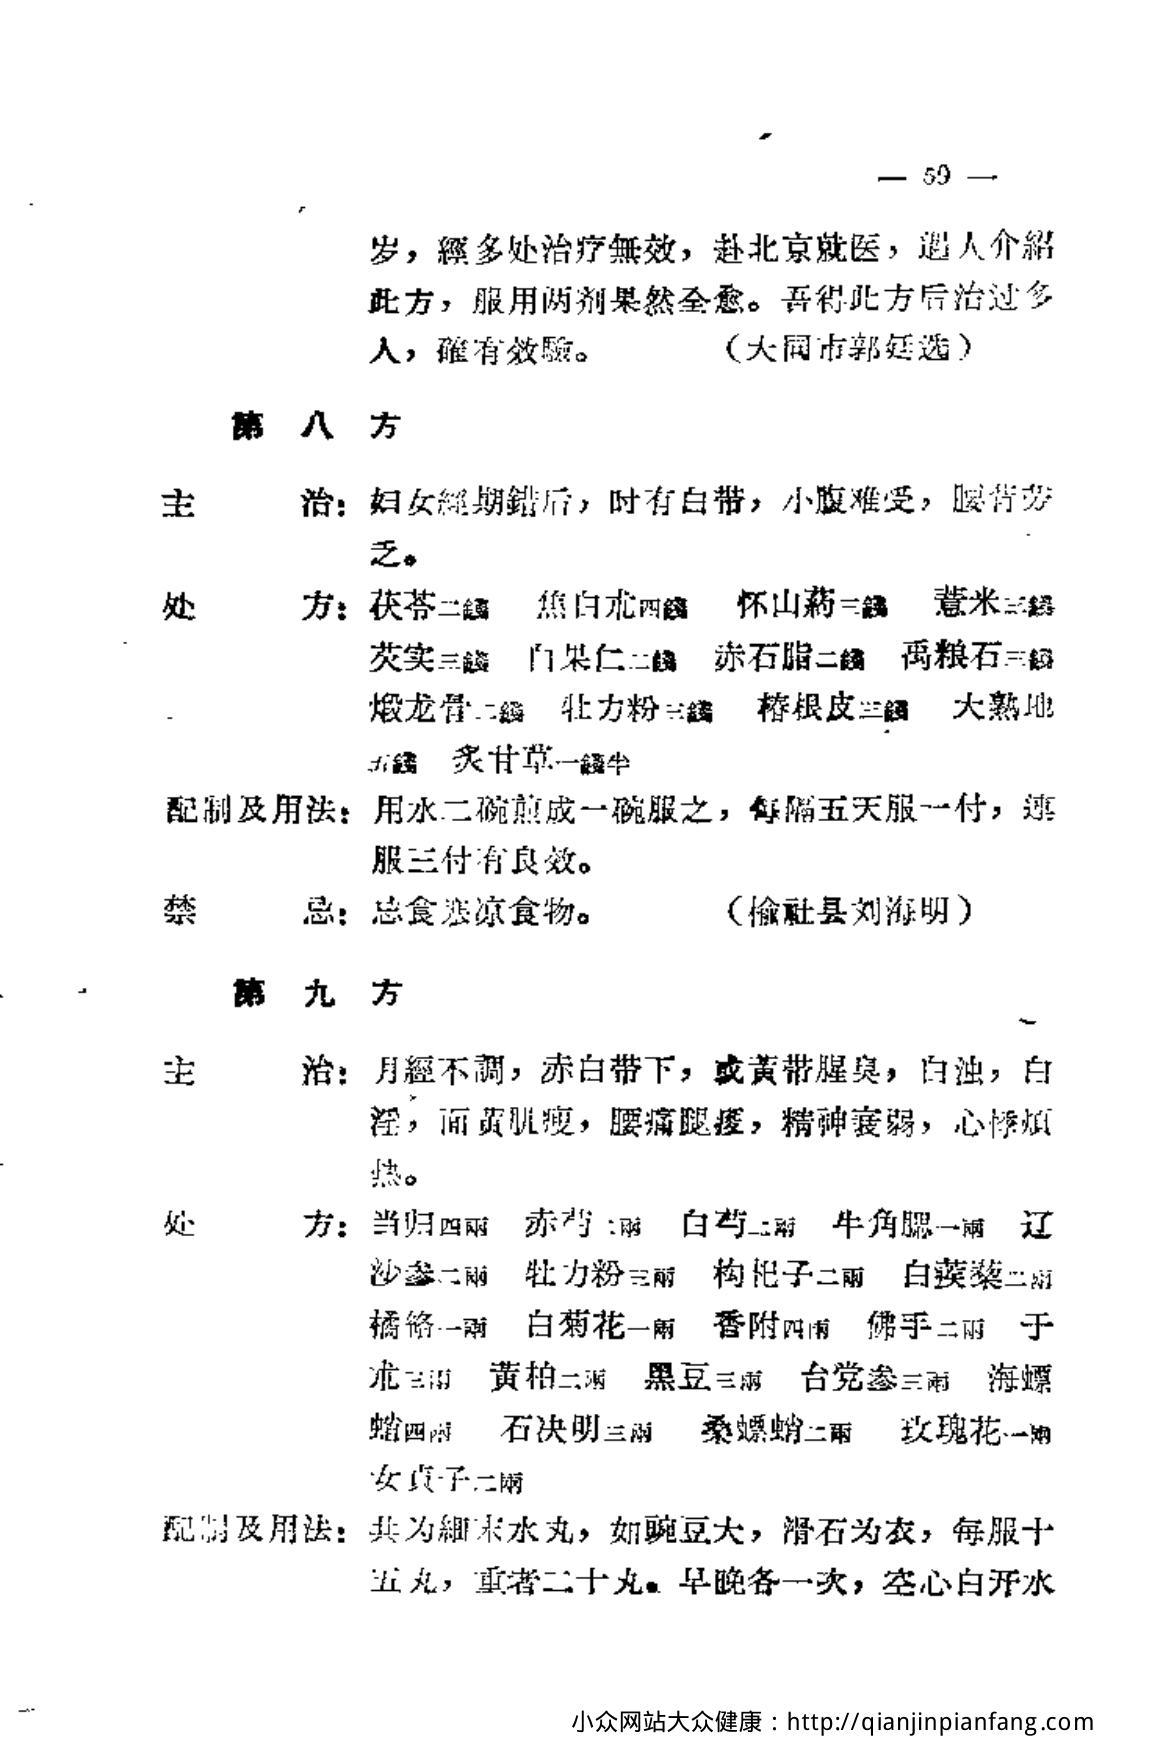 — 59 —
岁，經多处治疗無效，赴北京就医，遇人介紹
此方，服用两剂果然全愈。吾得此方后治过多
人，確有效驗。 （大同市郭廷选）
第 八 方
主 治：妇女經期錯后，时有白带，小腹难受，腰背劳
乏。
处 方：茯苓二錢 焦白朮四錢 怀山葯三錢 薏米三錢
芡实三錢 白果仁二錢 赤石脂二錢 禹粮石三錢
煅龙骨二錢 牡力粉三錢 椿根皮三錢 大熟地
五錢 炙甘草一錢半
配制及用法：用水二碗煎成一碗服之，每隔五天服一付，連
服三付有良效。
禁 忌：忌食涼食物。 （榆社县刘海明）
第 九 方
主 治：月經不調，赤白带下，或黃带腥臭，白浊，白
淫，面黃肌瘦，腰痛腿痠，精神衰弱，心悸煩
热。
处 方：当归四兩 赤芍二兩 白芍二兩 牛角腮一兩 辽
沙参二兩 牡力粉三兩 枸杞子二兩 白蒺藜二兩
橘络一兩 白菊花一兩 香附四兩 佛手二兩 于
朮三兩 黃柏二兩 黑豆三兩 台党参三兩 海螵
蛸四兩 石决明三兩 桑螵蛸二兩 玫瑰花一兩
女貞子二兩
配制及用法：共为細末水丸，如豌豆大，滑石为衣，每服十
五丸，重者二十丸。早晚各一次，空心白开水
小众网站大众健康：http://qianjinpianfang.com